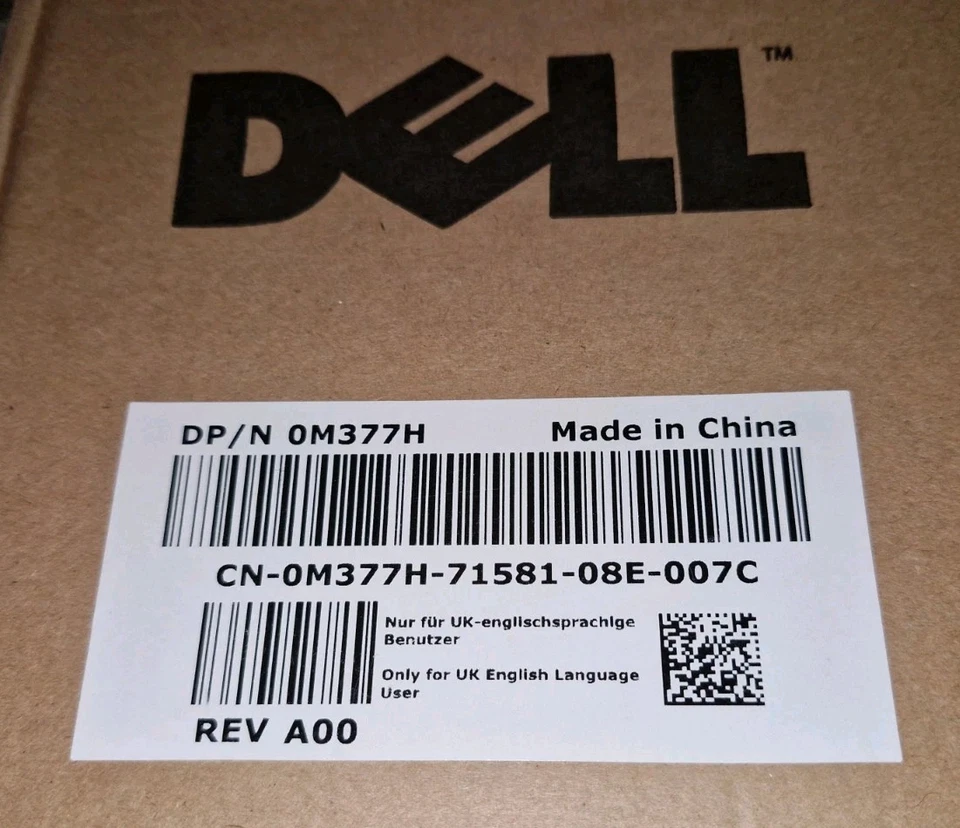 DELL™
DP/N 0M377H Made in China
CN-0M377H-71581-08E-007C
Nur für UK-englischsprachige
Benutzer
Only for UK English Language
User
REV A00